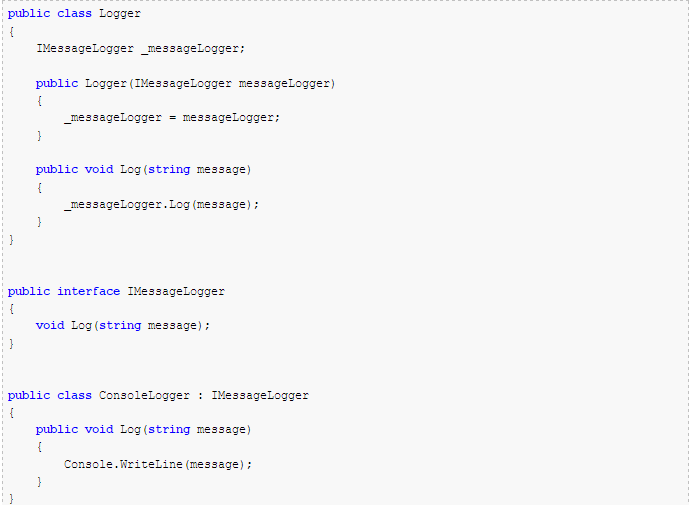 public class Logger
{
IMessageLogger _messageLogger;
public Logger(IMessageLogger messageLogger)
{
_messageLogger = messageLogger;
}
public void Log(string message)
{
_messageLogger.Log(message);
}
}
public interface IMessageLogger
{
void Log(string message);
}
public class ConsoleLogger : IMessageLogger
{
public void Log(string message)
{
Console.WriteLine(message);
}
}